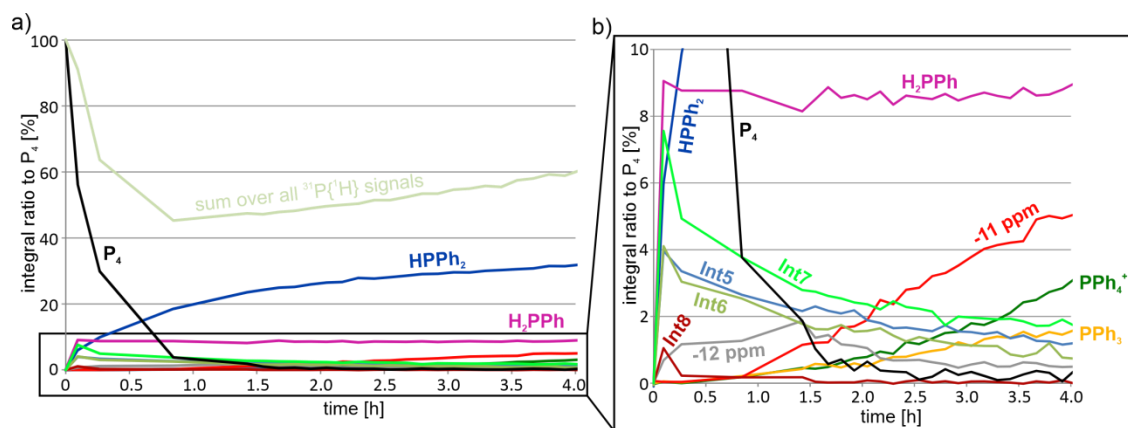 a)
integral ratio to P₄ [%]
100
80
60
40
20
0
sum over all ³¹P{¹H} signals
P₄
HPPh₂
H₂PPh
0
0.5
1.0
1.5
2.0
2.5
3.0
3.5
4.0
time [h]
b)
integral ratio to P₄ [%]
10
8
6
4
2
0
H₂PPh
HPPh₂
P₄
-11 ppm
Int7
Int5
Int6
PPh₄⁺
PPh₃
Int8
-12 ppm
0
0.5
1.0
1.5
2.0
2.5
3.0
3.5
4.0
time [h]